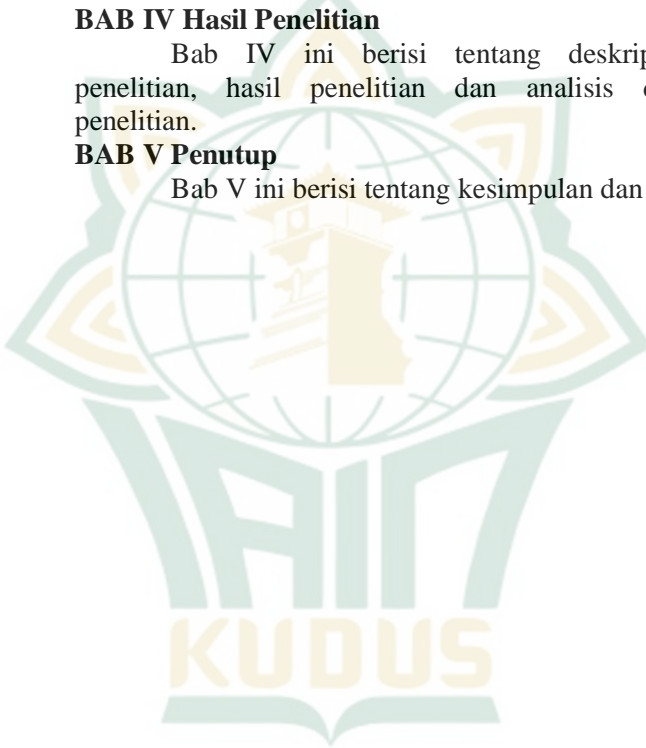 BAB IV Hasil Penelitian
Bab IV ini berisi tentang
penelitian, hasil penelitian dan analisis
penelitian.
BAB V Penutup
Bab V ini berisi tentang kesimpulan dan
IAIN
KUDUS